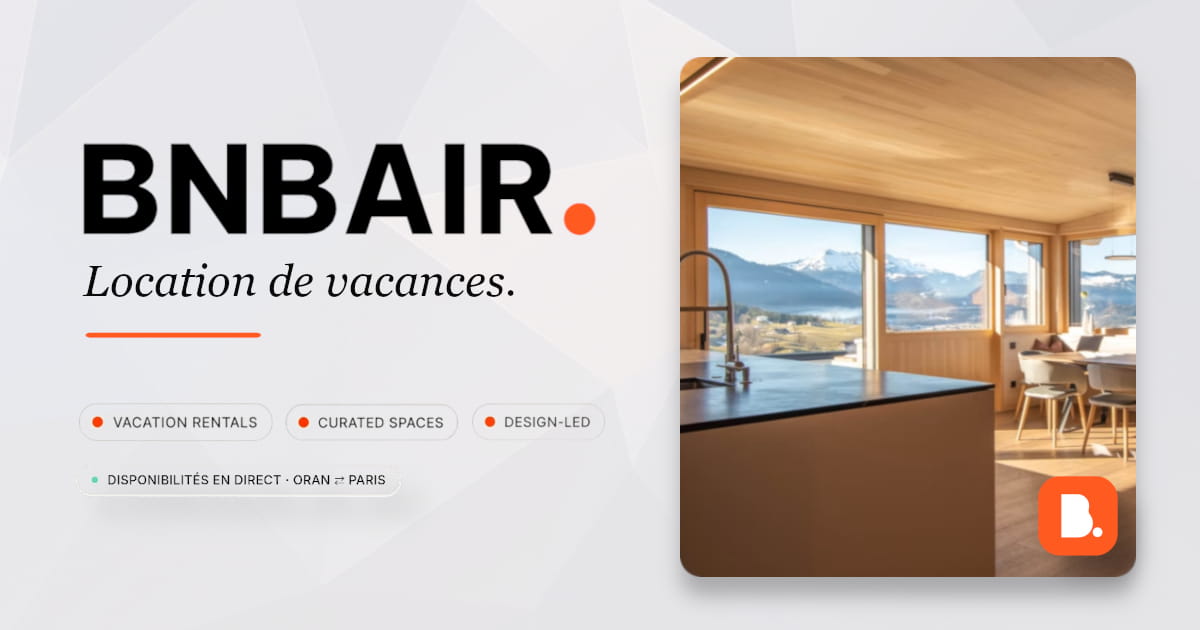 BNBAIR.
Location de vacances.
VACATION RENTALS
CURATED SPACES
DESIGN-LED
DISPONIBILITÉS EN DIRECT · ORAN ⇄ PARIS
B.